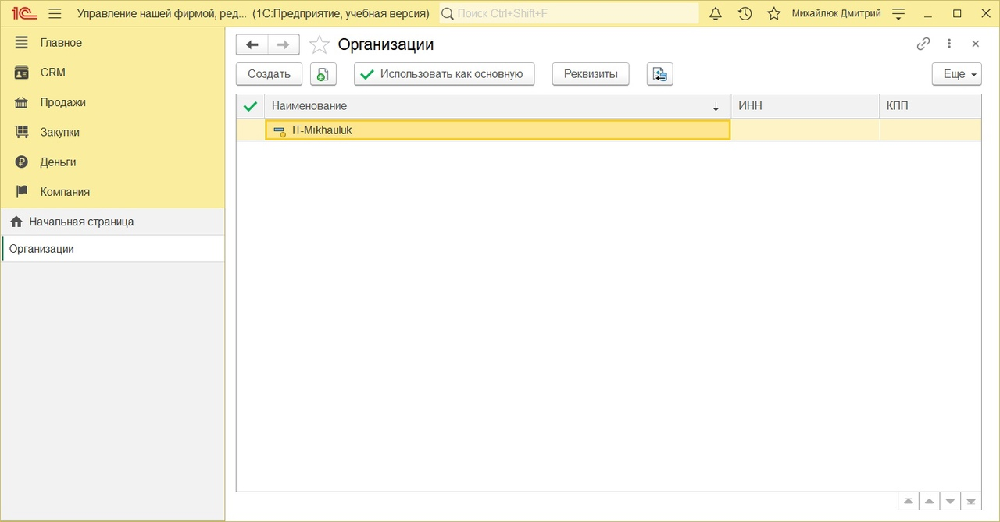 1С Управление нашей фирмой, ред... (1С:Предприятие, учебная версия) Поиск Ctrl+Shift+F Михайлюк Дмитрий
Главное
CRM
Продажи
Закупки
Деньги
Компания
Начальная страница
Организации
Организации
Создать Использовать как основную Реквизиты Еще
Наименование ИНН КПП
IT-Mikhauluk